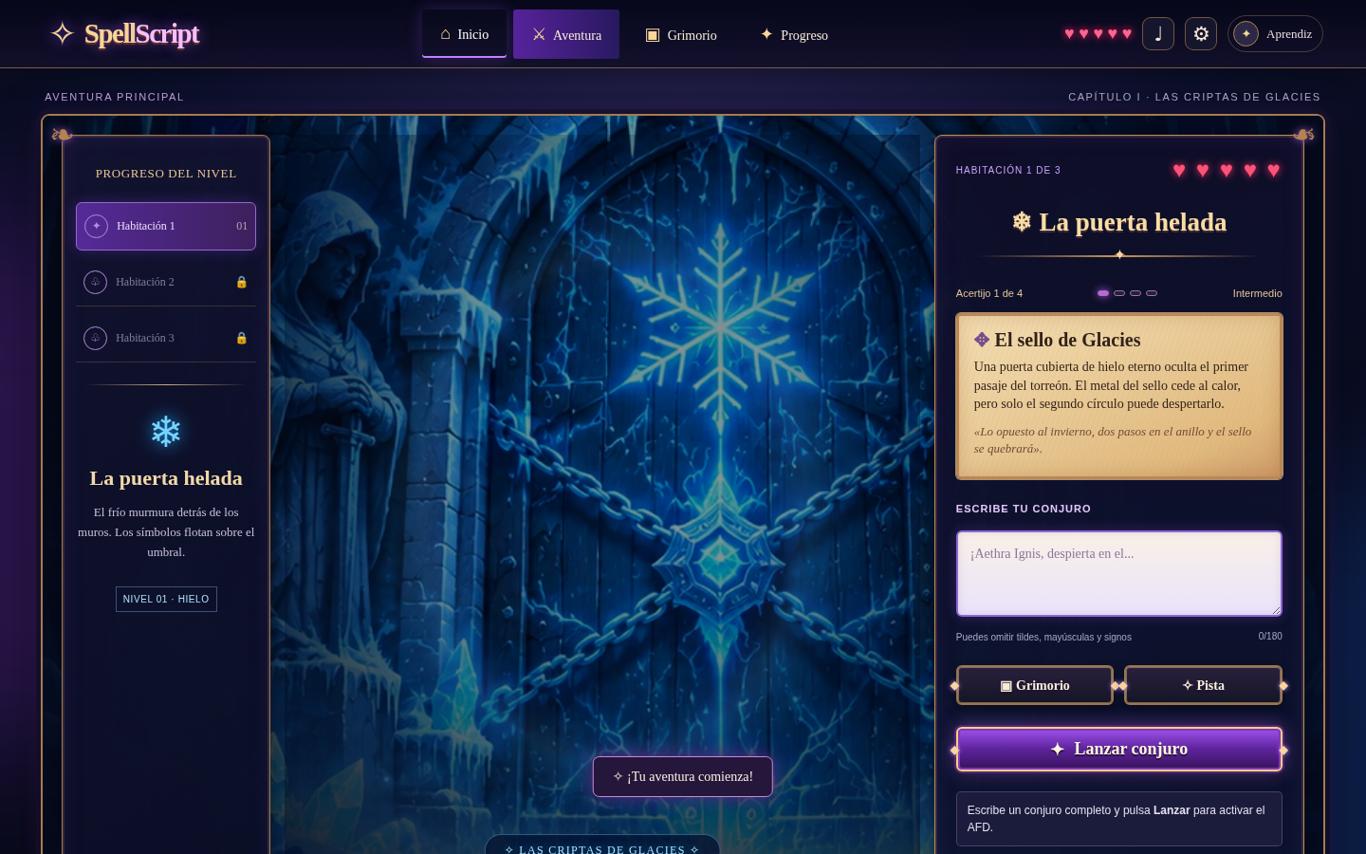 SpellScript
Inicio
Aventura
Grimorio
Progreso
Aprendiz
AVENTURA PRINCIPAL
CAPÍTULO I · LAS CRIPTAS DE GLACIES
PROGRESO DEL NIVEL
Habitación 1
01
Habitación 2
Habitación 3
La puerta helada
El frío murmura detrás de los
muros. Los símbolos flotan sobre el
umbral.
NIVEL 01 · HIELO
¡Tu aventura comienza!
LAS CRIPTAS DE GLACIES
HABITACIÓN 1 DE 3
La puerta helada
Acertijo 1 de 4
Intermedio
El sello de Glacies
Una puerta cubierta de hielo eterno oculta el primer
pasaje del torreón. El metal del sello cede al calor,
pero solo el segundo círculo puede despertarlo.
«Lo opuesto al invierno, dos pasos en el anillo y el sello
se quebrará».
ESCRIBE TU CONJURO
¡Aethra Ignis, despierta en el...
Puedes omitir tildes, mayúsculas y signos
0/180
Grimorio
Pista
Lanzar conjuro
Escribe un conjuro completo y pulsa Lanzar para activar el
AFD.